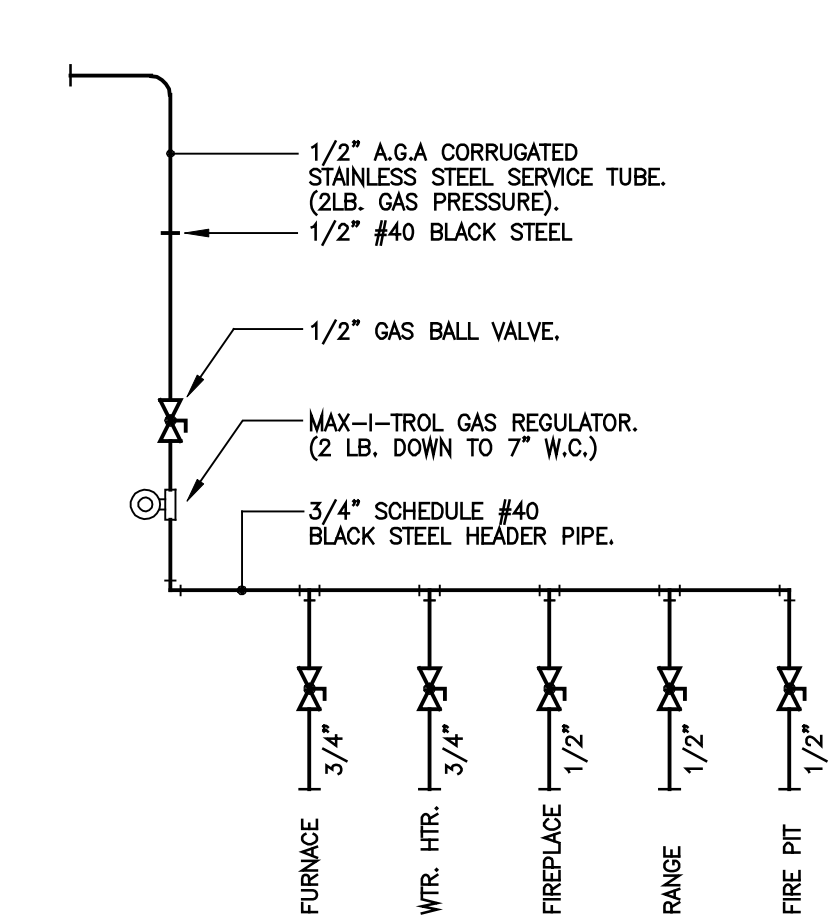 1/2" A.G.A CORRUGATED
STAINLESS STEEL SERVICE TUBE.
(2LB. GAS PRESSURE).
1/2" #40 BLACK STEEL
1/2" GAS BALL VALVE.
MAX-I-TROL GAS REGULATOR.
(2 LB. DOWN TO 7" W.C.)
3/4" SCHEDULE #40
BLACK STEEL HEADER PIPE.
3/4"
3/4"
1/2"
1/2"
1/2"
FURNACE
WTR. HTR.
FIREPLACE
RANGE
FIRE PIT